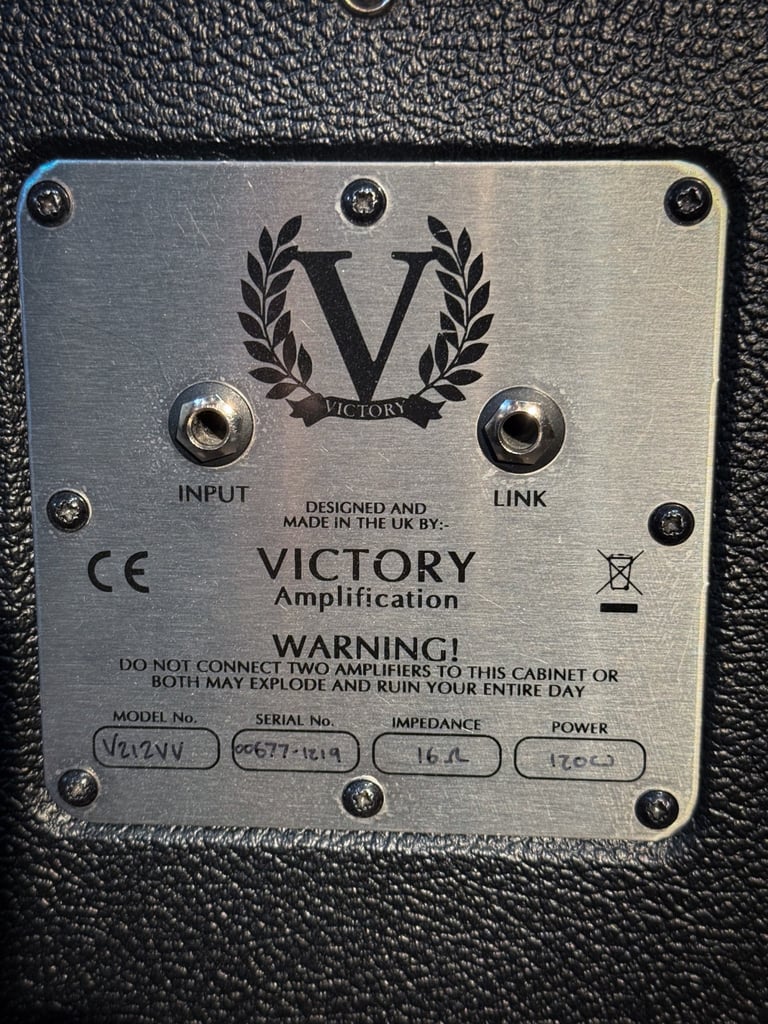 V
VICTORY
INPUT
LINK
DESIGNED AND
MADE IN THE UK BY:-
CE
VICTORY
Amplification
WARNING!
DO NOT CONNECT TWO AMPLIFIERS TO THIS CABINET OR
BOTH MAY EXPLODE AND RUIN YOUR ENTIRE DAY
MODEL No. SERIAL No. IMPEDANCE POWER
V212VV 00677-1219 16Ω 120W